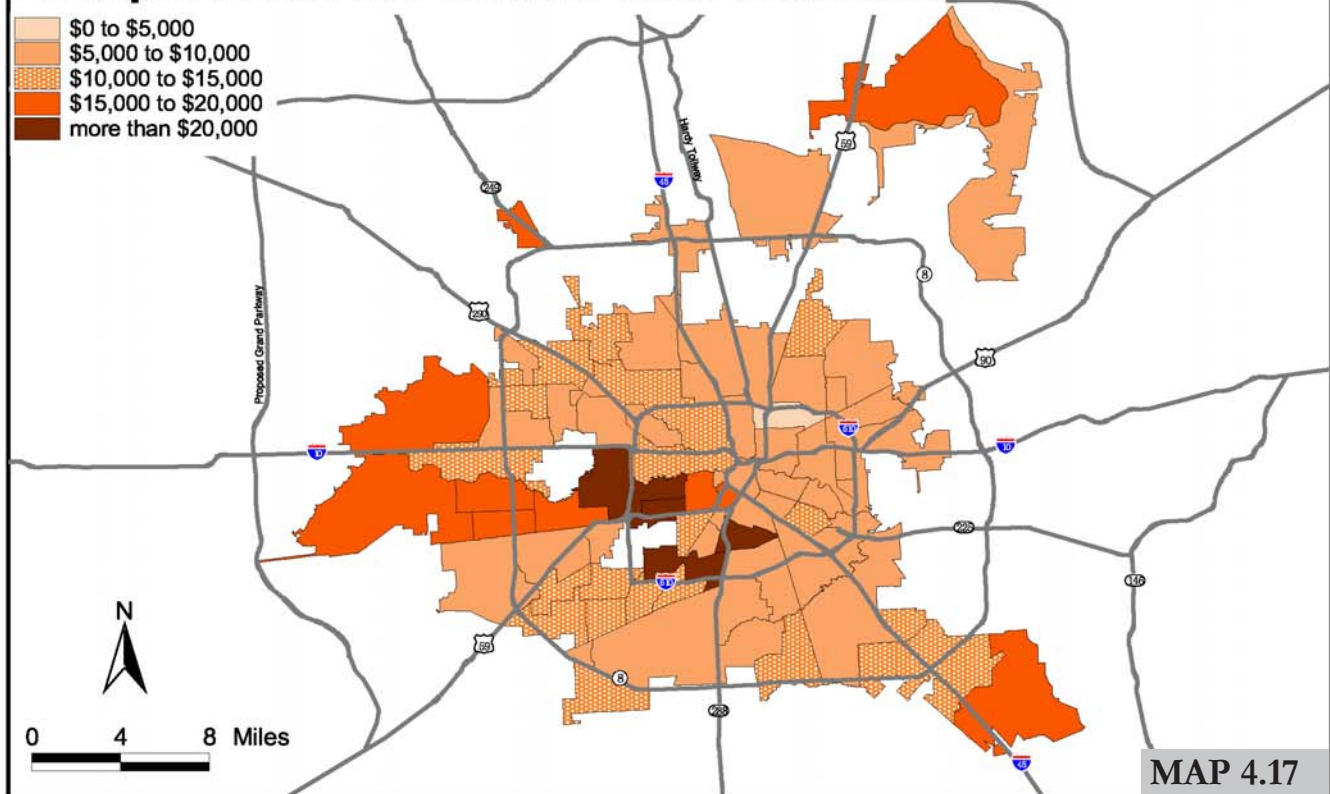 $0 to $5,000
$5,000 to $10,000
$10,000 to $15,000
$15,000 to $20,000
more than $20,000
Hardy Tollway
59
45
249
8
Proposed Grand Parkway
290
90
610
10
10
225
146
610
N
59
8
288
0 4 8 Miles
45
MAP 4.17